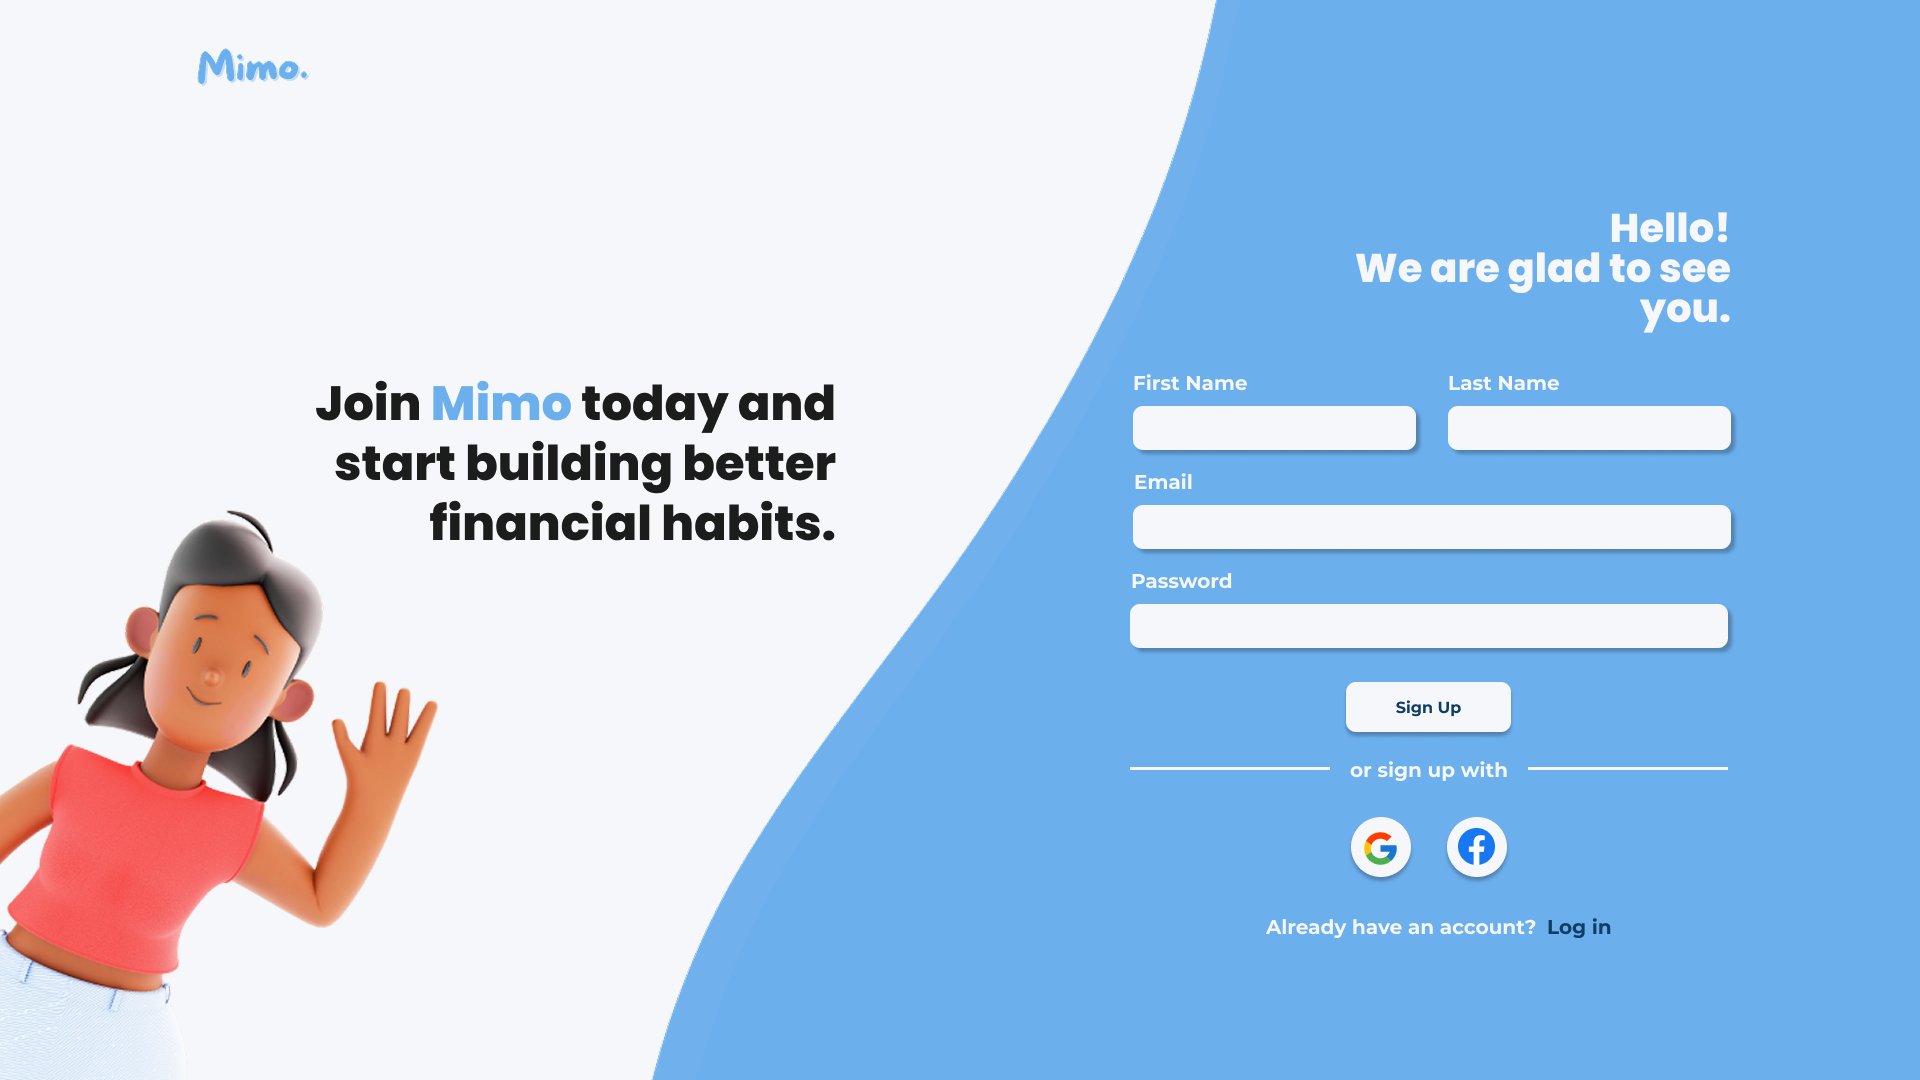 Mimo.
Join Mimo today and
start building better
financial habits.
Hello!
We are glad to see
you.
First Name
Last Name
Email
Password
Sign Up
or sign up with
Already have an account? Log in